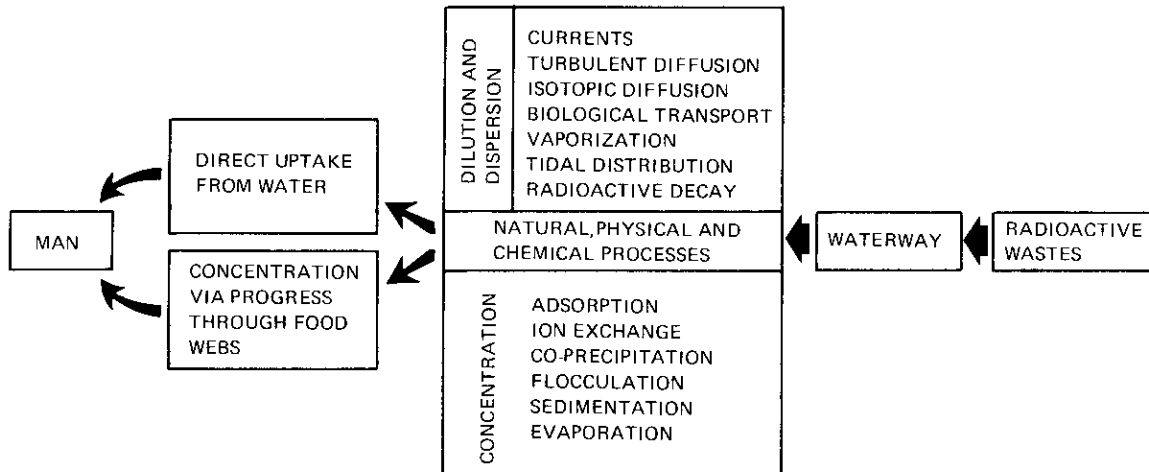 DILUTION AND
DISPERSION
CURRENTS
TURBULENT DIFFUSION
ISOTOPIC DIFFUSION
BIOLOGICAL TRANSPORT
VAPORIZATION
TIDAL DISTRIBUTION
RADIOACTIVE DECAY
DIRECT UPTAKE
FROM WATER
MAN
NATURAL, PHYSICAL AND
CHEMICAL PROCESSES
WATERWAY
RADIOACTIVE
WASTES
CONCENTRATION
VIA PROGRESS
THROUGH FOOD
WEBS
CONCENTRATION
ADSORPTION
ION EXCHANGE
CO-PRECIPITATION
FLOCCULATION
SEDIMENTATION
EVAPORATION